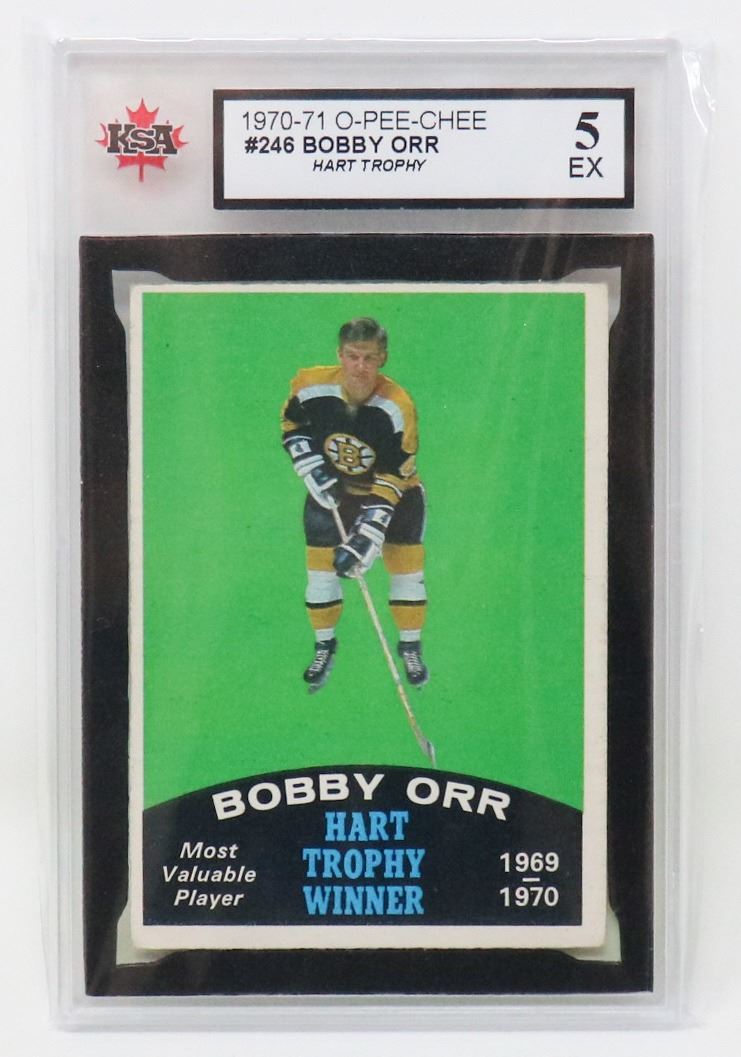 KSA
1970-71 O-PEE-CHEE
#246 BOBBY ORR
HART TROPHY
5
EX
B
BOBBY ORR
HART
TROPHY
WINNER
Most
Valuable
Player
1969
1970